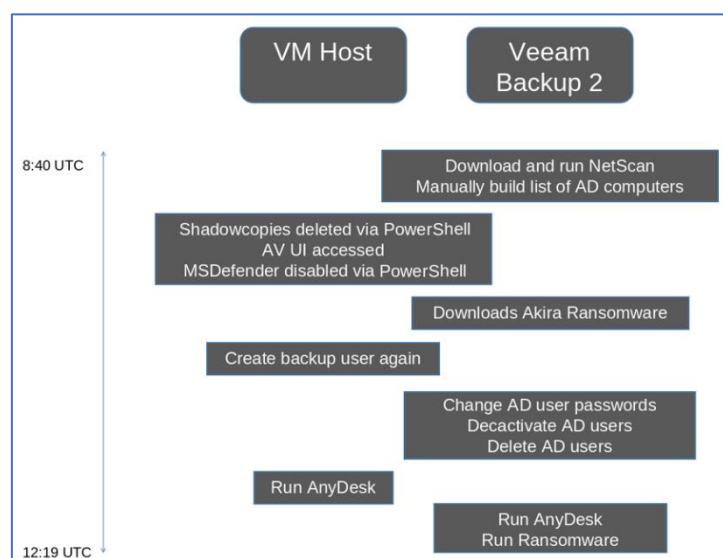 VM Host
Veeam
Backup 2
8:40 UTC
Download and run NetScan
Manually build list of AD computers
Shadowcopies deleted via PowerShell
AV UI accessed
MSDefender disabled via PowerShell
Downloads Akira Ransomware
Create backup user again
Change AD user passwords
Decactivate AD users
Delete AD users
Run AnyDesk
Run AnyDesk
Run Ransomware
12:19 UTC